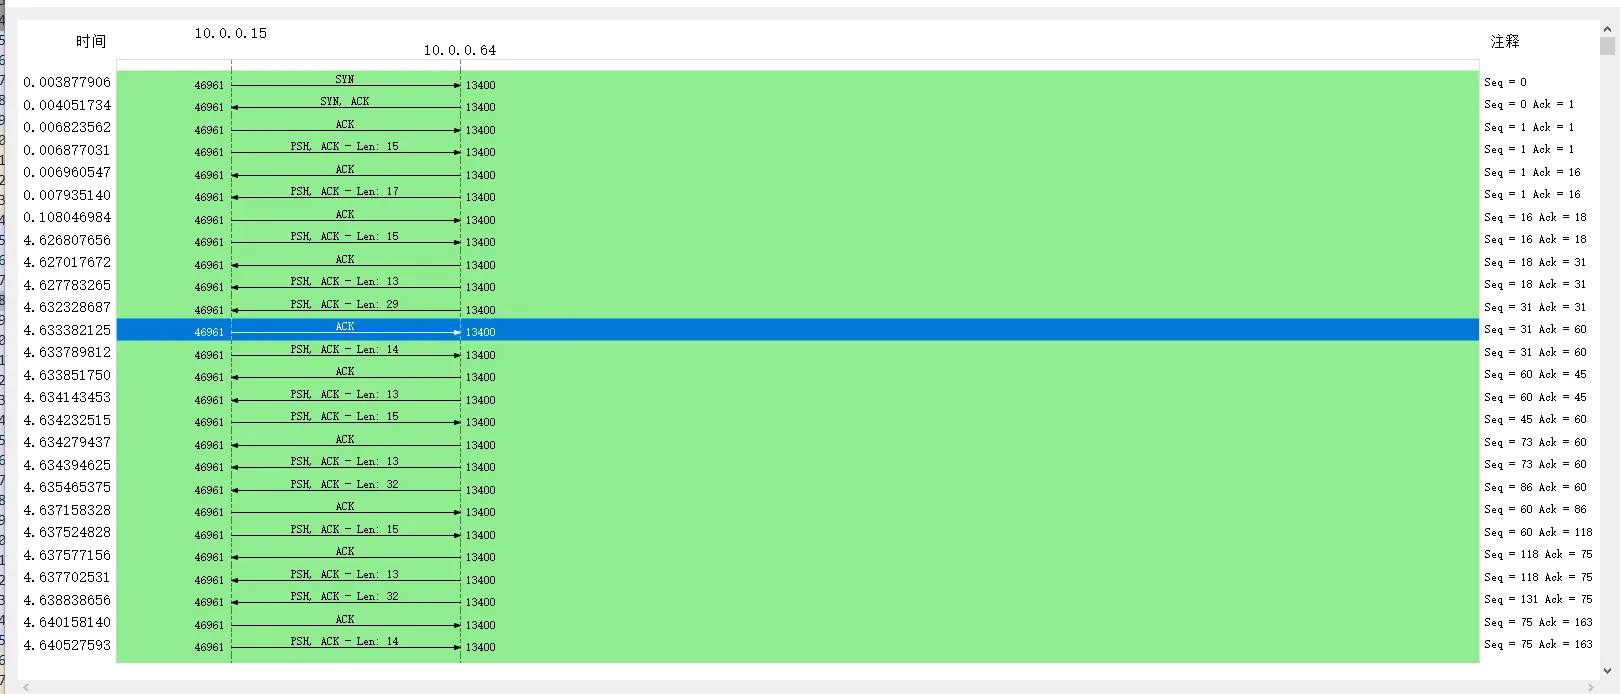 时间 10.0.0.15 10.0.0.64 注释
0.003877906 46961 SYN 13400 Seq = 0
0.004051734 46961 SYN, ACK 13400 Seq = 0 Ack = 1
0.006823562 46961 ACK 13400 Seq = 1 Ack = 1
0.006877031 46961 PSH, ACK - Len: 15 13400 Seq = 1 Ack = 1
0.006960547 46961 ACK 13400 Seq = 1 Ack = 16
0.007935140 46961 PSH, ACK - Len: 17 13400 Seq = 1 Ack = 16
0.108046984 46961 ACK 13400 Seq = 16 Ack = 18
4.626807656 46961 PSH, ACK - Len: 15 13400 Seq = 16 Ack = 18
4.627017672 46961 ACK 13400 Seq = 18 Ack = 31
4.627783265 46961 PSH, ACK - Len: 13 13400 Seq = 18 Ack = 31
4.632328687 46961 PSH, ACK - Len: 29 13400 Seq = 31 Ack = 31
4.633382125 46961 ACK 13400 Seq = 31 Ack = 60
4.633789812 46961 PSH, ACK - Len: 14 13400 Seq = 31 Ack = 60
4.633851750 46961 ACK 13400 Seq = 60 Ack = 45
4.634143453 46961 PSH, ACK - Len: 13 13400 Seq = 60 Ack = 45
4.634232515 46961 PSH, ACK - Len: 15 13400 Seq = 45 Ack = 60
4.634279437 46961 ACK 13400 Seq = 73 Ack = 60
4.634394625 46961 PSH, ACK - Len: 13 13400 Seq = 73 Ack = 60
4.635465375 46961 PSH, ACK - Len: 32 13400 Seq = 86 Ack = 60
4.637158328 46961 ACK 13400 Seq = 60 Ack = 86
4.637524828 46961 PSH, ACK - Len: 15 13400 Seq = 60 Ack = 118
4.637577156 46961 ACK 13400 Seq = 118 Ack = 75
4.637702531 46961 PSH, ACK - Len: 13 13400 Seq = 118 Ack = 75
4.638838656 46961 PSH, ACK - Len: 32 13400 Seq = 131 Ack = 75
4.640158140 46961 ACK 13400 Seq = 75 Ack = 163
4.640527593 46961 PSH, ACK - Len: 14 13400 Seq = 75 Ack = 163